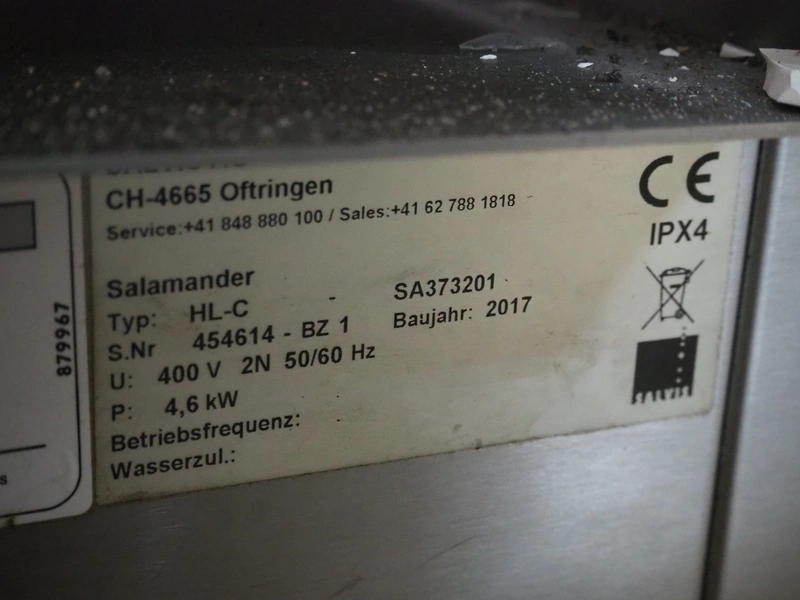 CH-4665 Oftringen
Service:+41 848 880 100 / Sales:+41 62 788 1818
Salamander
Typ: HL-C - SA373201
S.Nr 454614 - BZ 1 Baujahr: 2017
U: 400 V 2N 50/60 Hz
P: 4,6 kW
Betriebsfrequenz:
Wasserzul.:
CE
IPX4
SALVIS
879967